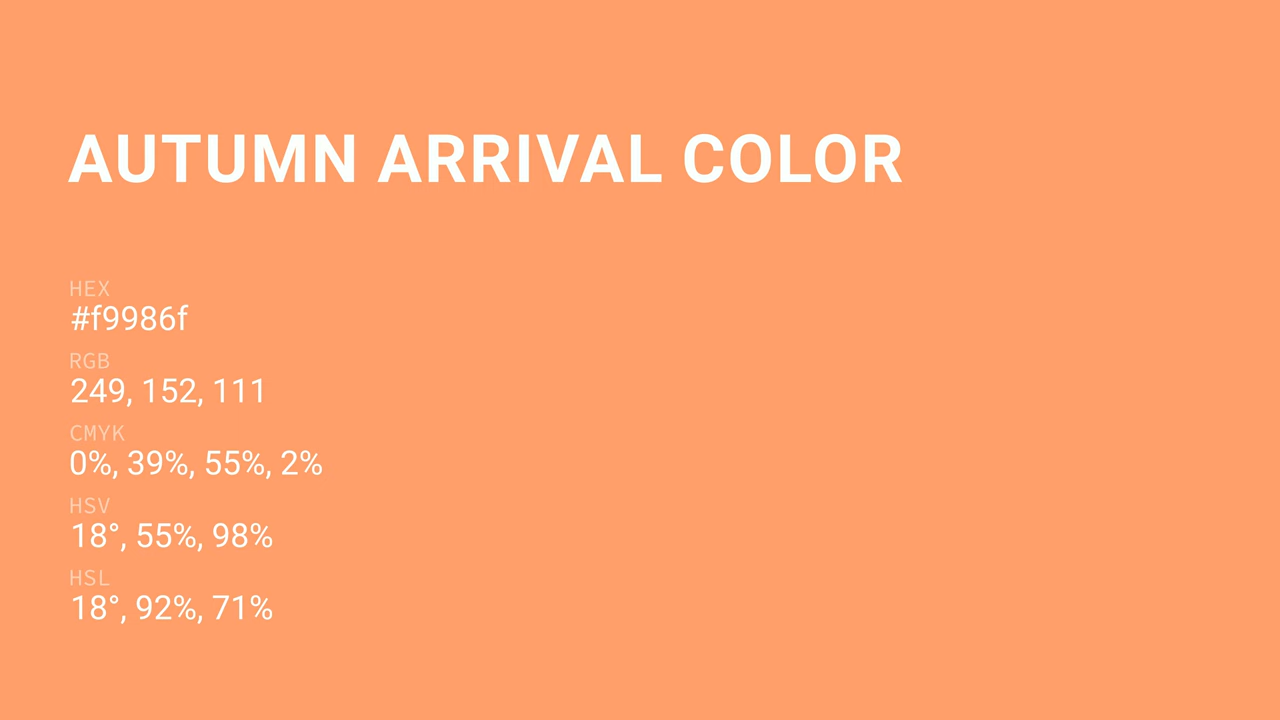 AUTUMN ARRIVAL COLOR
HEX
#f9986f
RGB
249, 152, 111
CMYK
0%, 39%, 55%, 2%
HSV
18°, 55%, 98%
HSL
18°, 92%, 71%